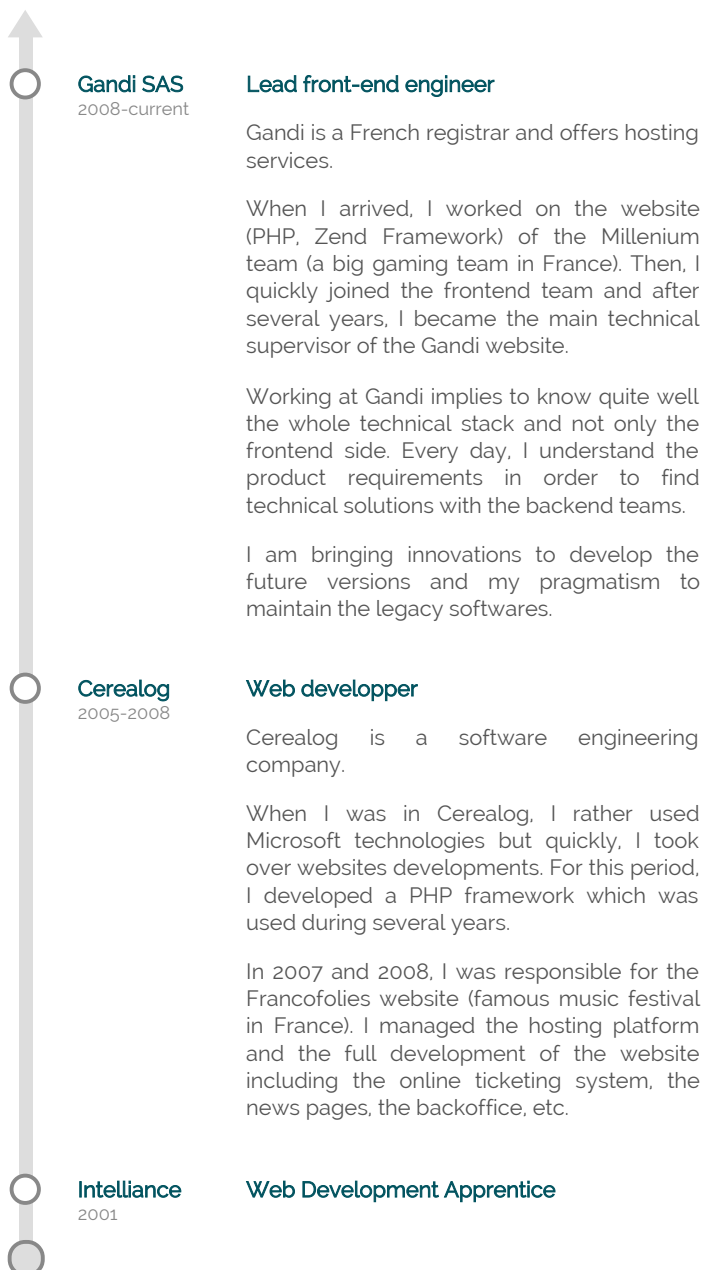 Gandi SAS
2008-current
Lead front-end engineer
Gandi is a French registrar and offers hosting
services.
When I arrived, I worked on the website
(PHP, Zend Framework) of the Millenium
team (a big gaming team in France). Then, I
quickly joined the frontend team and after
several years, I became the main technical
supervisor of the Gandi website.
Working at Gandi implies to know quite well
the whole technical stack and not only the
frontend side. Every day, I understand the
product requirements in order to find
technical solutions with the backend teams.
I am bringing innovations to develop the
future versions and my pragmatism to
maintain the legacy softwares.
Cerealog
2005-2008
Web developper
Cerealog is a software engineering
company.
When I was in Cerealog, I rather used
Microsoft technologies but quickly, I took
over websites developments. For this period,
I developed a PHP framework which was
used during several years.
In 2007 and 2008, I was responsible for the
Francofolies website (famous music festival
in France). I managed the hosting platform
and the full development of the website
including the online ticketing system, the
news pages, the backoffice, etc.
Intelliance
2001
Web Development Apprentice